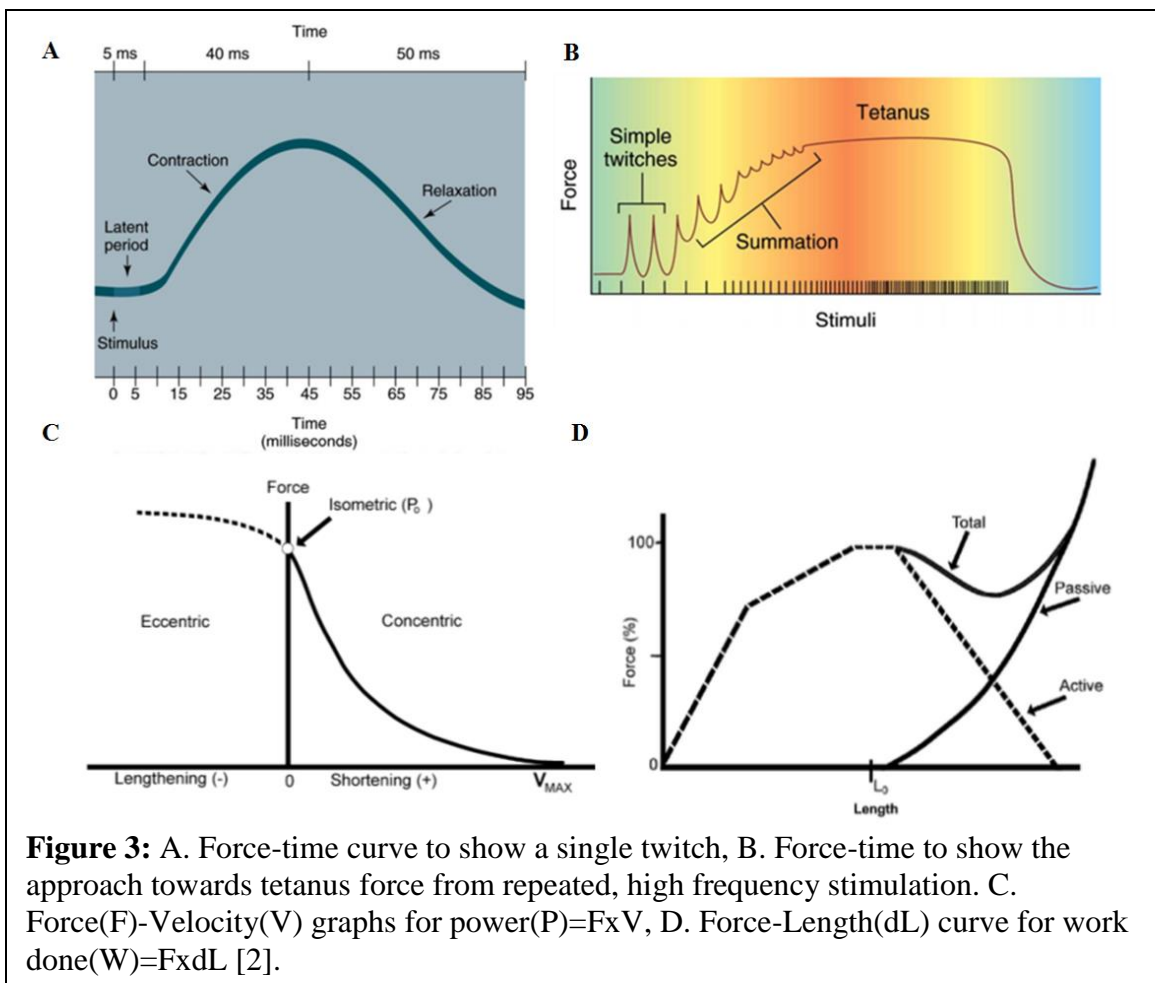 A
Time
5 ms 40 ms 50 ms
Contraction
Relaxation
Latent
period
Stimulus
0 5 15 25 35 45 55 65 75 85 95
Time
(milliseconds)
B
Force
Simple
twitches
Tetanus
Summation
Stimuli
C
Force
Isometric (P₀)
Eccentric
Concentric
Lengthening (-) 0 Shortening (+) VMAX
D
Force (%)
100
0
Total
Passive
Active
L₀
Length
Figure 3: A. Force-time curve to show a single twitch, B. Force-time to show the
approach towards tetanus force from repeated, high frequency stimulation. C.
Force(F)-Velocity(V) graphs for power(P)=FxV, D. Force-Length(dL) curve for work
done(W)=FxdL [2].